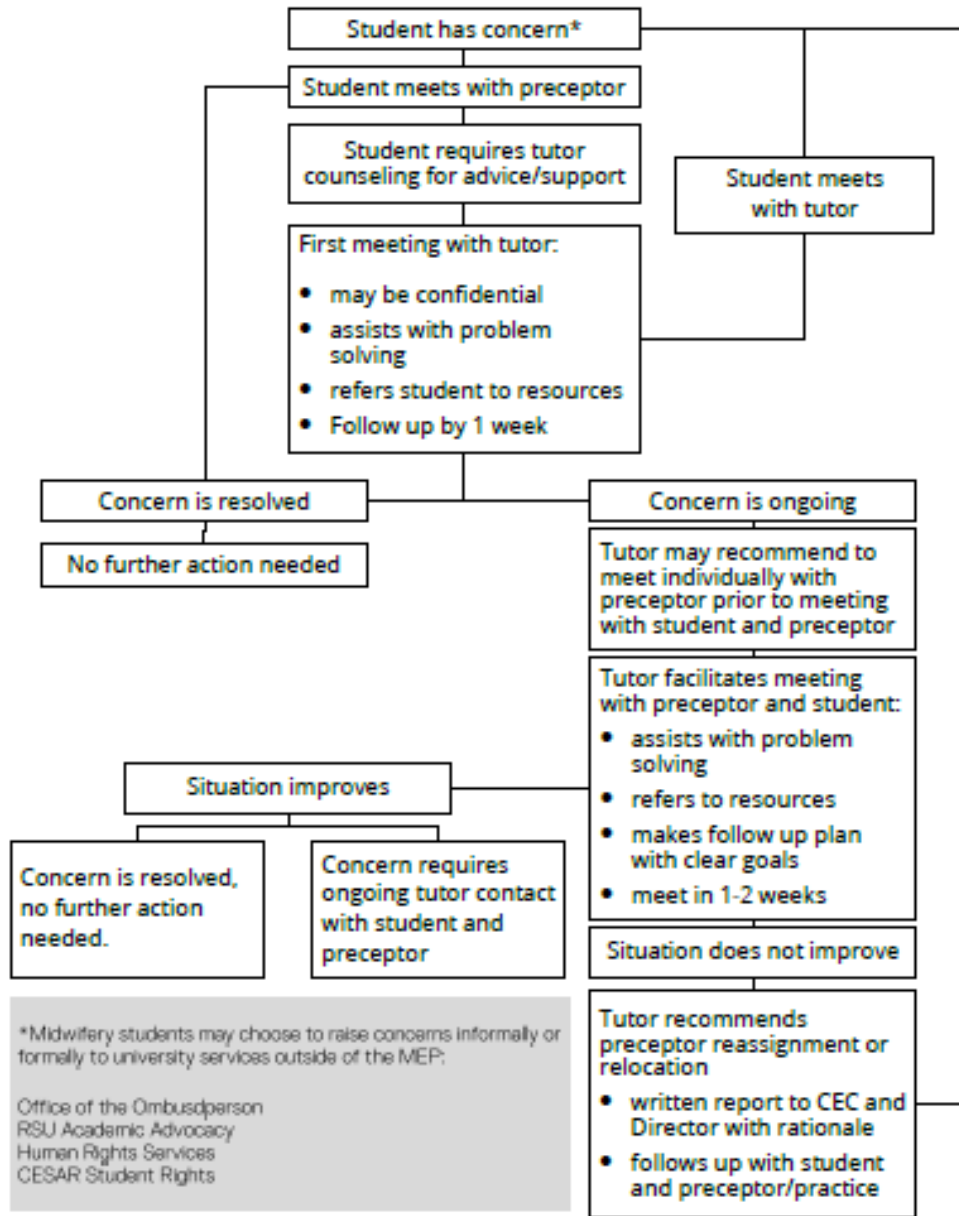 Student has concern*
Student meets with preceptor
Student requires tutor
counseling for advice/support
Student meets
with tutor
First meeting with tutor:
• may be confidential
• assists with problem
solving
• refers student to resources
• Follow up by 1 week
Concern is resolved
No further action needed
Concern is ongoing
Tutor may recommend to
meet individually with
preceptor prior to meeting
with student and preceptor
Tutor facilitates meeting
with preceptor and student:
• assists with problem
solving
• refers to resources
• makes follow up plan
with clear goals
• meet in 1-2 weeks
Situation improves
Concern is resolved,
no further action
needed.
Concern requires
ongoing tutor contact
with student and
preceptor
Situation does not improve
Tutor recommends
preceptor reassignment or
relocation
• written report to CEC and
Director with rationale
• follows up with student
and preceptor/practice
*Midwifery students may choose to raise concerns informally or
formally to university services outside of the MEP:
Office of the Ombusdperson
RSU Academic Advocacy
Human Rights Services
CESAR Student Rights